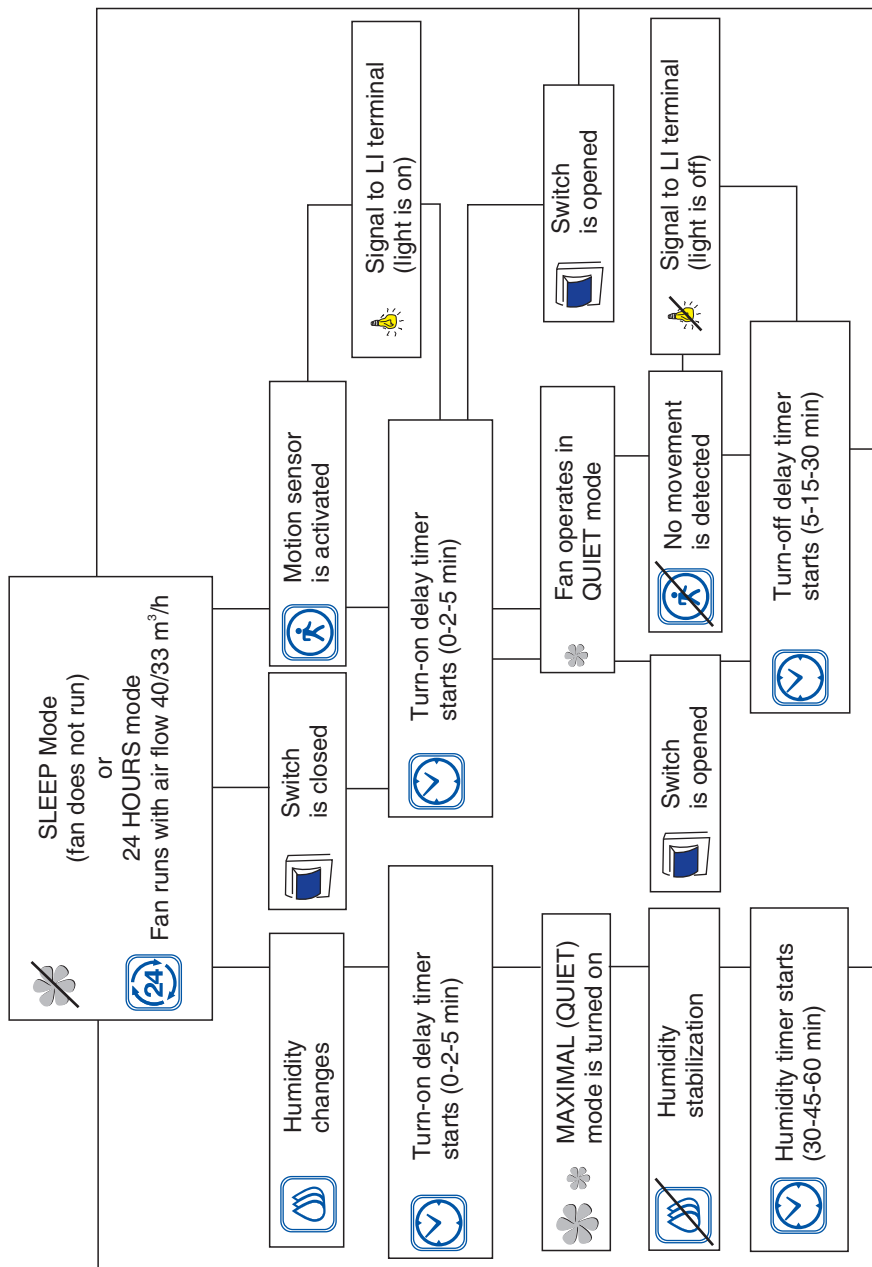 SLEEP Mode
(fan does not run)
or
24 HOURS mode
24
Fan runs with air flow 40/33 m³/h
Humidity
changes
Switch
is closed
Motion sensor
is activated
Signal to LI terminal
(light is on)
Turn-on delay timer
starts (0-2-5 min)
Turn-on delay timer
starts (0-2-5 min)
MAXIMAL (QUIET)
mode is turned on
Fan operates in
QUIET mode
Switch
is opened
Humidity
stabilization
Switch
is opened
No movement
is detected
Signal to LI terminal
(light is off)
Humidity timer starts
(30-45-60 min)
Turn-off delay timer
starts (5-15-30 min)